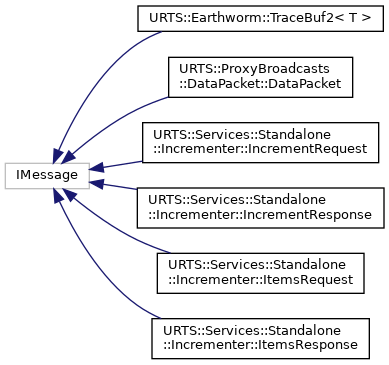 URTS::Earthworm::TraceBuf2< T >
URTS::ProxyBroadcasts
::DataPacket::DataPacket
URTS::Services::Standalone
::Incrementer::IncrementRequest
IMessage
URTS::Services::Standalone
::Incrementer::IncrementResponse
URTS::Services::Standalone
::Incrementer::ItemsRequest
URTS::Services::Standalone
::Incrementer::ItemsResponse